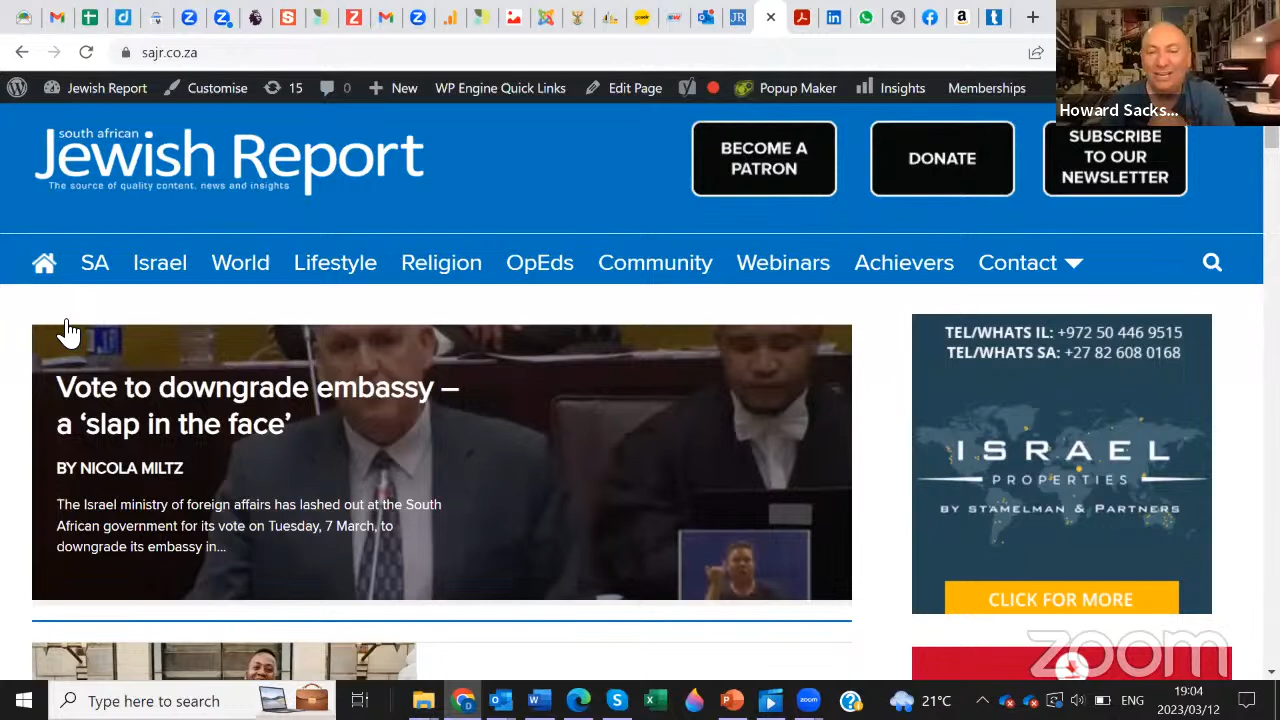 sajr.co.za
Jewish Report
Customise
15
0
New
WP Engine Quick Links
Edit Page
Popup Maker
Insights
Memberships
Howard Sacks...
south african
Jewish Report
The source of quality content, news and insights
BECOME A
PATRON
DONATE
SUBSCRIBE
TO OUR
NEWSLETTER
SA
Israel
World
Lifestyle
Religion
OpEds
Community
Webinars
Achievers
Contact
Vote to downgrade embassy –
a ‘slap in the face’
BY NICOLA MILTZ
The Israel ministry of foreign affairs has lashed out at the South
African government for its vote on Tuesday, 7 March, to
downgrade its embassy in...
TEL/WHATS IL: +972 50 446 9515
TEL/WHATS SA: +27 82 608 0168
ISRAEL
PROPERTIES
BY STAMELMAN & PARTNERS
CLICK FOR MORE
zoom
Type here to search
21°C
ENG
19:04
2023/03/12